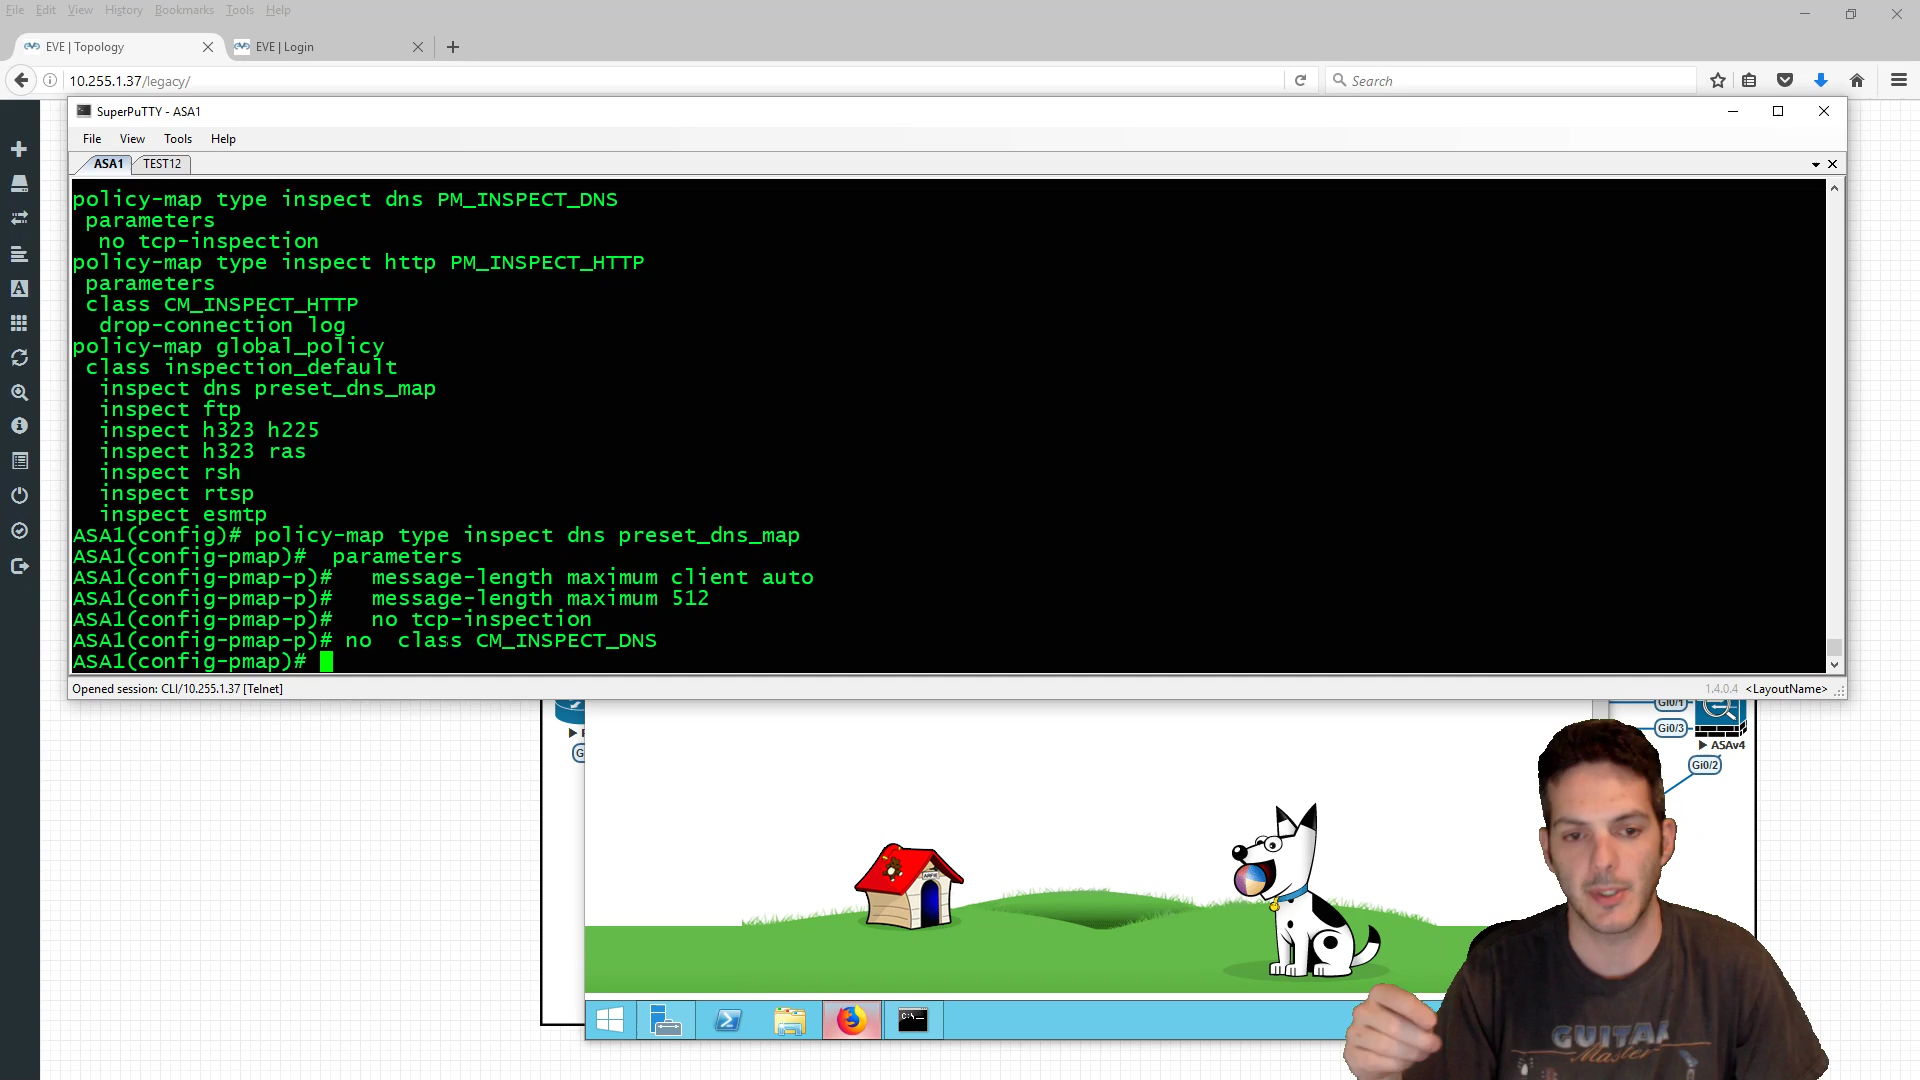 File Edit View History Bookmarks Tools Help
EVE | Topology
EVE | Login
10.255.1.37/legacy/
Search
SuperPuTTY - ASA1
File View Tools Help
ASA1 TEST12
policy-map type inspect dns PM_INSPECT_DNS
parameters
no tcp-inspection
policy-map type inspect http PM_INSPECT_HTTP
parameters
class CM_INSPECT_HTTP
drop-connection log
policy-map global_policy
class inspection_default
inspect dns preset_dns_map
inspect ftp
inspect h323 h225
inspect h323 ras
inspect rsh
inspect rtsp
inspect esmtp
ASA1(config)# policy-map type inspect dns preset_dns_map
ASA1(config-pmap)# parameters
ASA1(config-pmap-p)# message-length maximum client auto
ASA1(config-pmap-p)# message-length maximum 512
ASA1(config-pmap-p)# no tcp-inspection
ASA1(config-pmap-p)# no class CM_INSPECT_DNS
ASA1(config-pmap)#
Opened session: CLI/10.255.1.37 [Telnet]
1.4.0.4 <LayoutName>
Gi0/1
Gi0/3
ASAv4
Gi0/2
GUITAR
Master